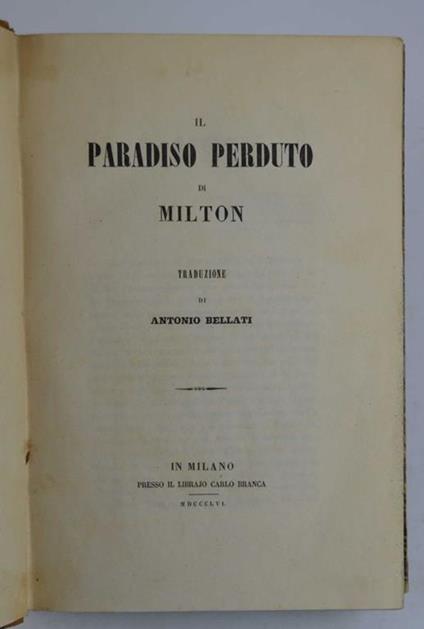 IL
PARADISO PERDUTO
DI
MILTON
TRADUZIONE
DI
ANTONIO BELLATI
IN MILANO
PRESSO IL LIBRAJO CARLO BRANCA
MDCCCLVI